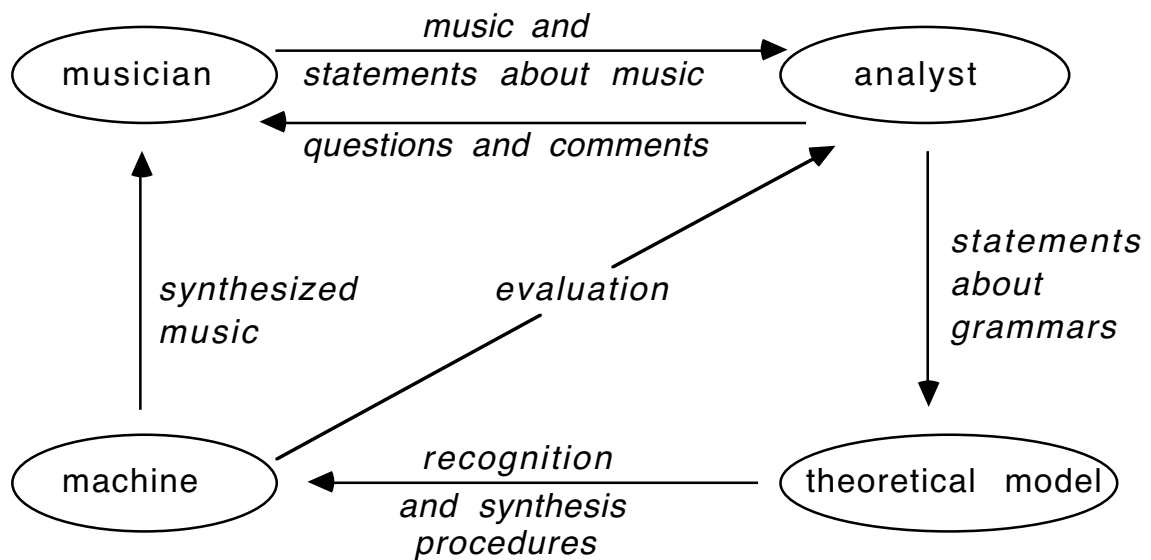 music and
musician
statements about music
analyst
questions and comments
synthesized
music
evaluation
statements
about
grammars
machine
recognition
and synthesis
procedures
theoretical model